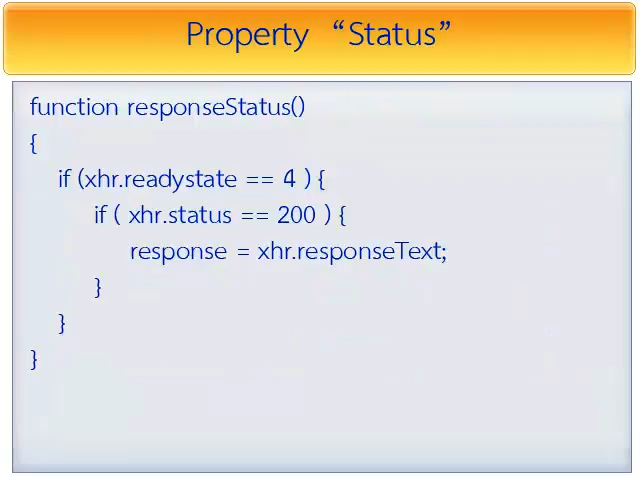 Property “Status”
function responseStatus()
{
if (xhr.readystate == 4 ) {
if ( xhr.status == 200 ) {
response = xhr.responseText;
}
}
}